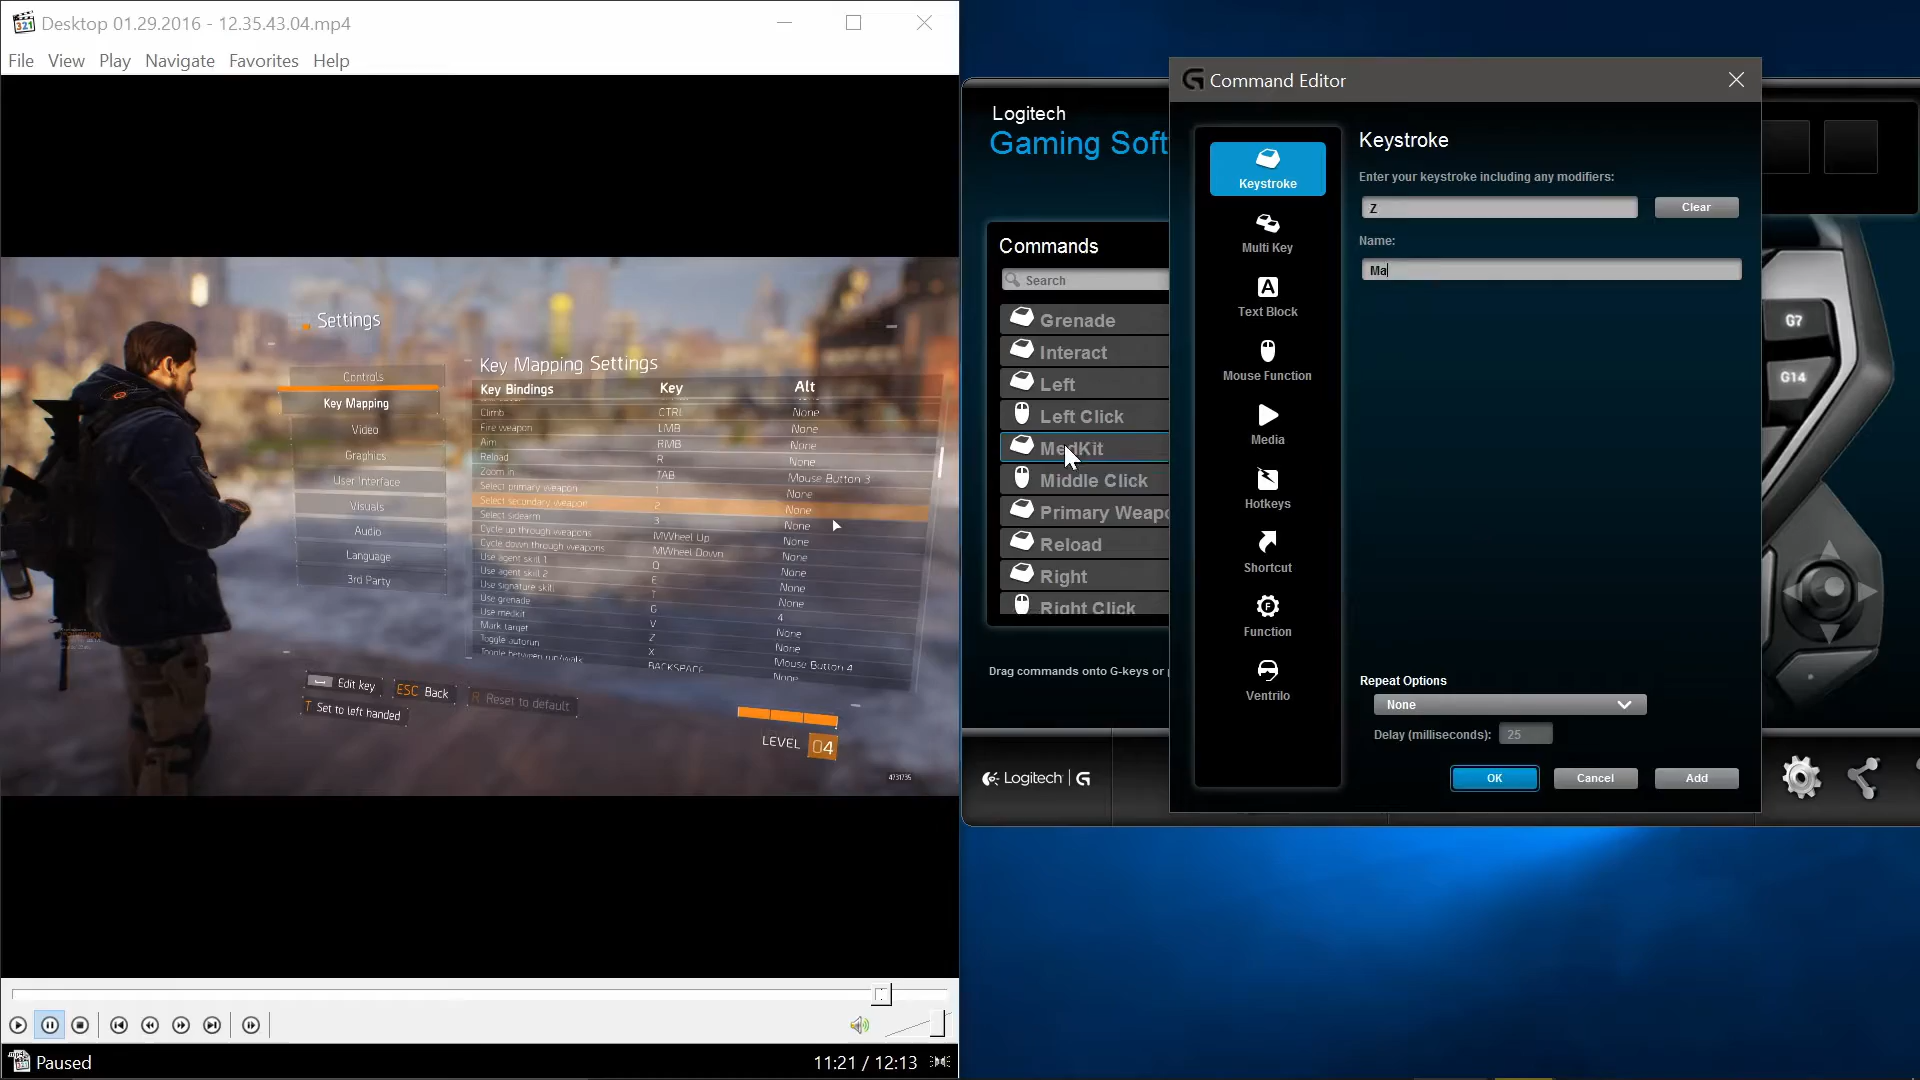 Desktop 01.29.2016 - 12.35.43.04.mp4
File View Play Navigate Favorites Help
Settings
Controls
Key Mapping
Video
Graphics
User Interface
Visuals
Audio
Language
3rd Party
Key Mapping Settings
Key Bindings Key Alt
Climb CTRL None
Fire weapon LMB None
Aim RMB None
Reload R None
Zoom in TAB Mouse Button 3
Select primary weapon 1 None
Select secondary weapon 2 None
Select sidearm 3 None
Cycle up through weapons MWheel Up None
Cycle down through weapons MWheel Down None
Use agent skill 1 Q None
Use agent skill 2 E None
Use signature skill T None
Use grenade G 4
Use medkit V None
Mark target Z None
Toggle autorun X Mouse Button 4
Toggle between run/walk BACKSPACE None
Edit key ESC Back R Reset to default
T Set to left handed
LEVEL 04
4731735
Paused
11:21 / 12:13
Logitech
Gaming Soft
Commands
Search
Grenade
Interact
Left
Left Click
MedKit
Middle Click
Primary Weapo
Reload
Right
Right Click
Drag commands onto G-keys or p
Logitech G
G7
G14
Command Editor
Keystroke
Multi Key
A
Text Block
Mouse Function
Media
Hotkeys
Shortcut
F
Function
Ventrilo
Keystroke
Enter your keystroke including any modifiers:
Z Clear
Name:
Ma
Repeat Options
None
Delay (milliseconds): 25
OK Cancel Add